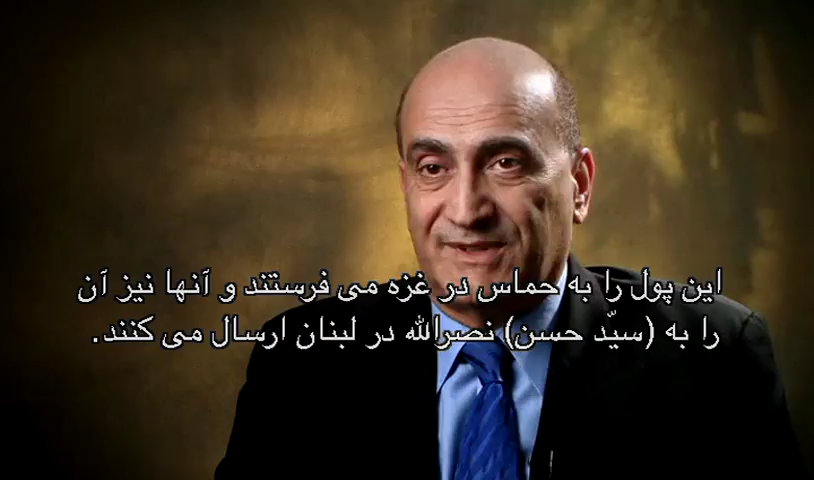 این پول را به حماس در غزه می فرستند و آنها نیز آن
را به (سیّد حسن) نصرالله در لبنان ارسال می کنند.